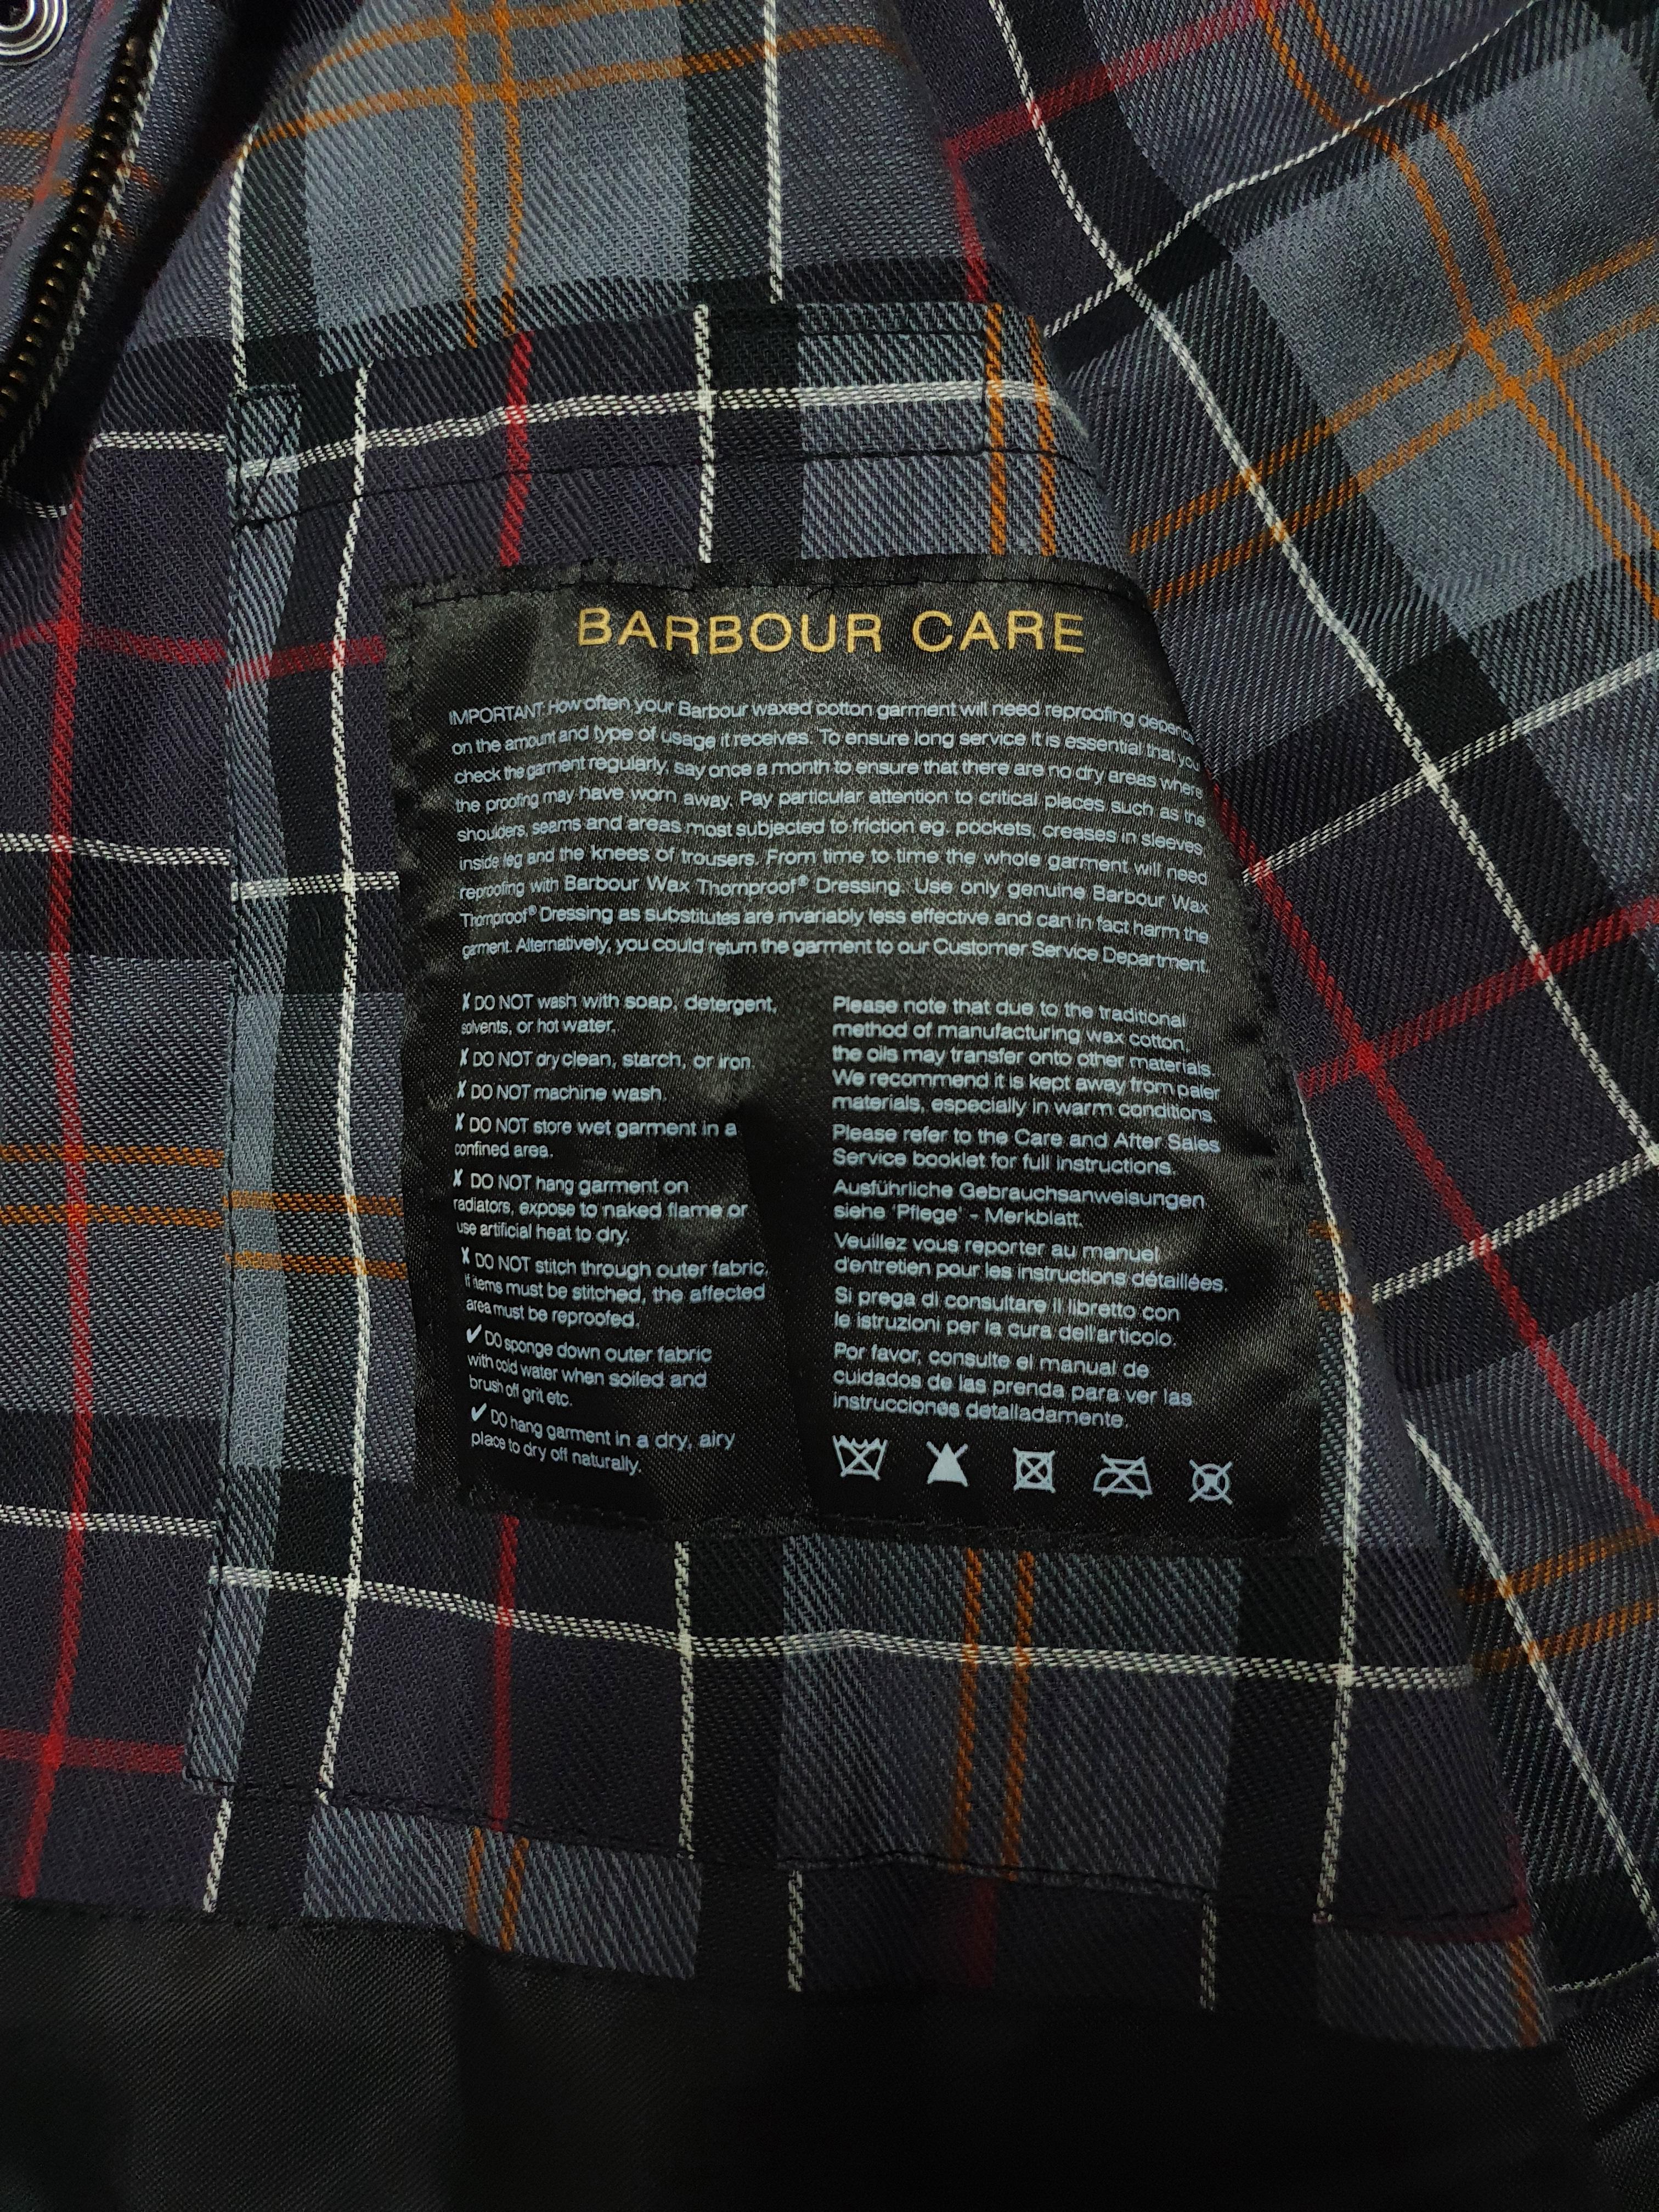 BARBOUR CARE
IMPORTANT How often your Barbour waxed cotton garment will need reproofing depends
on the amount and type of usage it receives. To ensure long service it is essential that you
check the garment regularly, say once a month to ensure that there are no dry areas where
the proofing may have worn away. Pay particular attention to critical places such as the
shoulders, seams and areas most subjected to friction eg. pockets, creases in sleeves,
inside leg and the knees of trousers. From time to time the whole garment will need
reproofing with Barbour Wax Thornproof® Dressing. Use only genuine Barbour Wax
Thornproof® Dressing as substitutes are invariably less effective and can in fact harm the
garment. Alternatively, you could return the garment to our Customer Service Department.
✗ DO NOT wash with soap, detergent,
solvents, or hot water.
✗ DO NOT dry clean, starch, or iron.
✗ DO NOT machine wash.
✗ DO NOT store wet garment in a
confined area.
✗ DO NOT hang garment on
radiators, expose to naked flame or
use artificial heat to dry.
✗ DO NOT stitch through outer fabric.
If items must be stitched, the affected
area must be reproofed.
✓ DO sponge down outer fabric
with cold water when soiled and
brush off grit etc.
✓ DO hang garment in a dry, airy
place to dry off naturally.
Please note that due to the traditional
method of manufacturing wax cotton,
the oils may transfer onto other materials.
We recommend it is kept away from paler
materials, especially in warm conditions.
Please refer to the Care and After Sales
Service booklet for full instructions.
Ausführliche Gebrauchsanweisungen
siehe 'Pflege' - Merkblatt.
Veuillez vous reporter au manuel
d'entretien pour les instructions détaillées.
Si prega di consultare il libretto con
le istruzioni per la cura dell'articolo.
Por favor, consulte el manual de
cuidados de las prenda para ver las
instrucciones detalladamente.